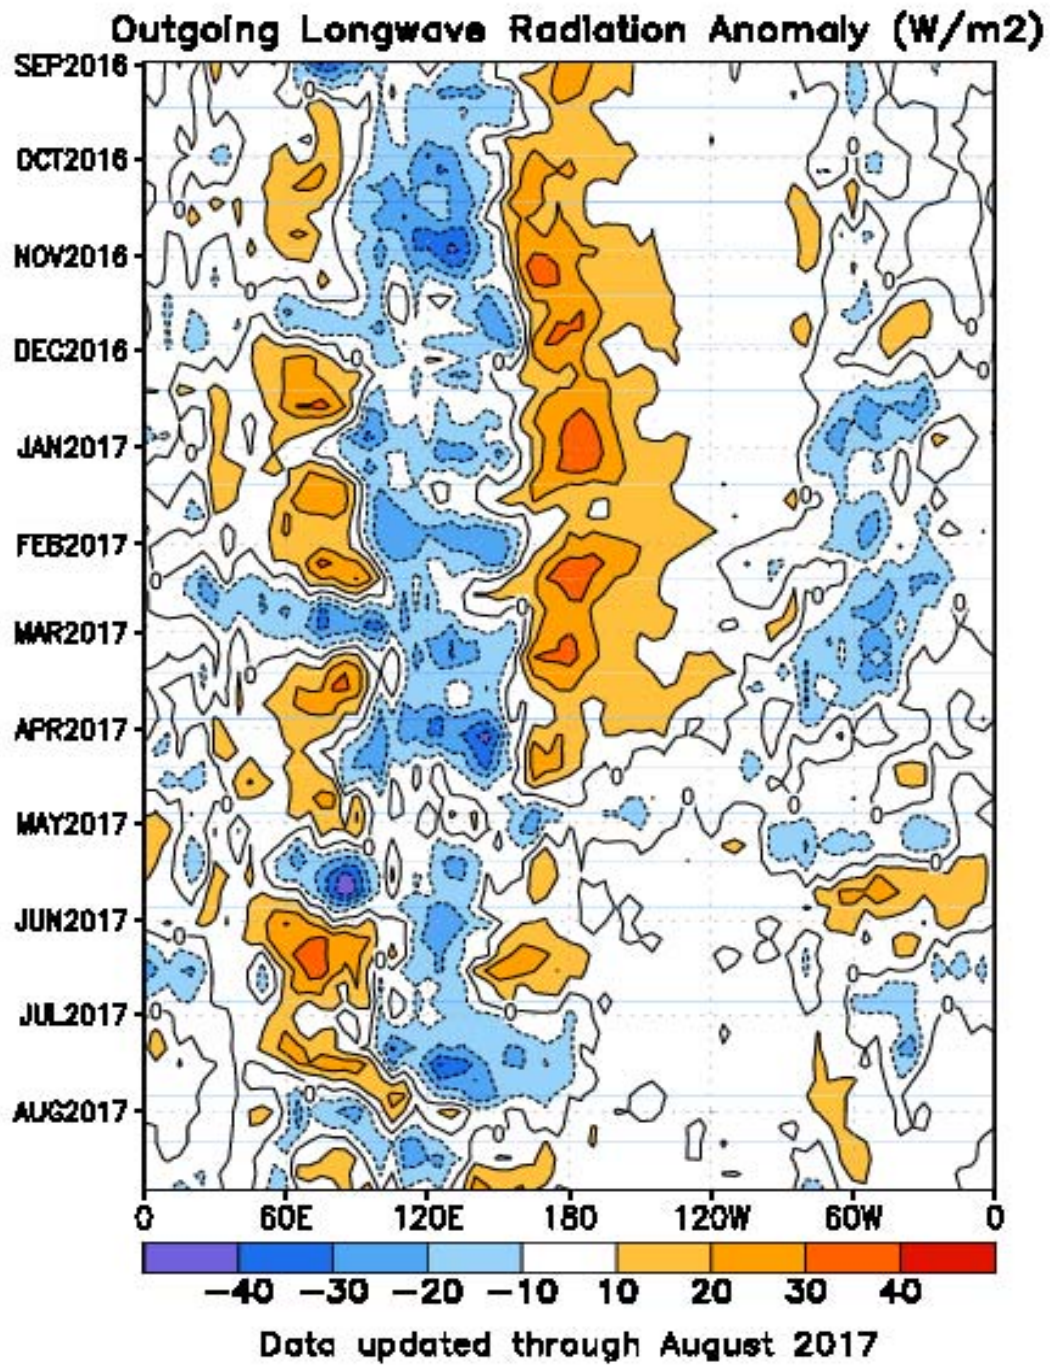 Outgoing Longwave Radiation Anomaly (W/m2)
SEP2016
OCT2016
NOV2016
DEC2016
JAN2017
FEB2017
MAR2017
APR2017
MAY2017
JUN2017
JUL2017
AUG2017
0 60E 120E 180 120W 60W 0
-40 -30 -20 -10 10 20 30 40
Data updated through August 2017